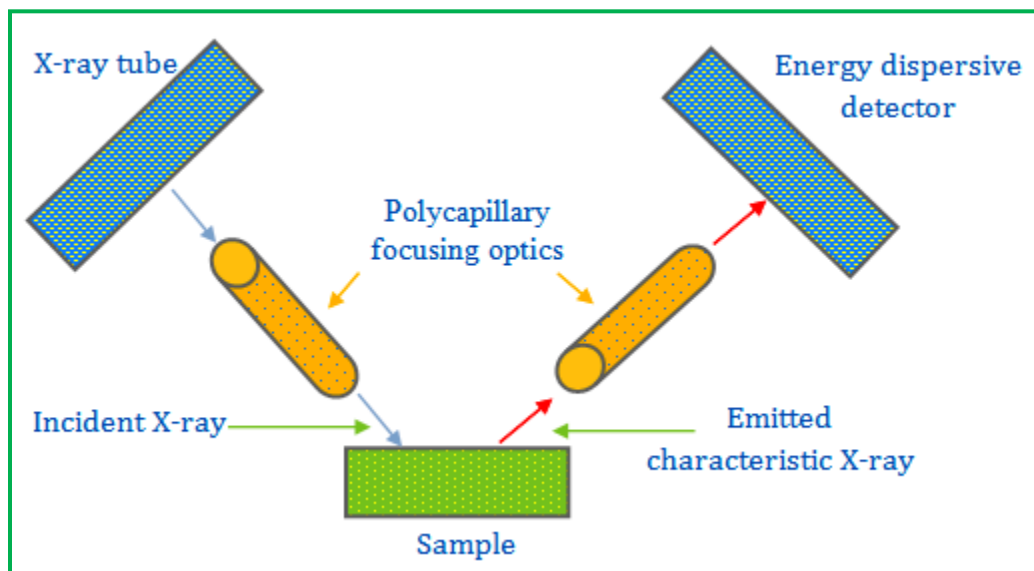 X-ray tube
Energy dispersive
detector
Polycapillary
focusing optics
Incident X-ray
Emitted
characteristic X-ray
Sample